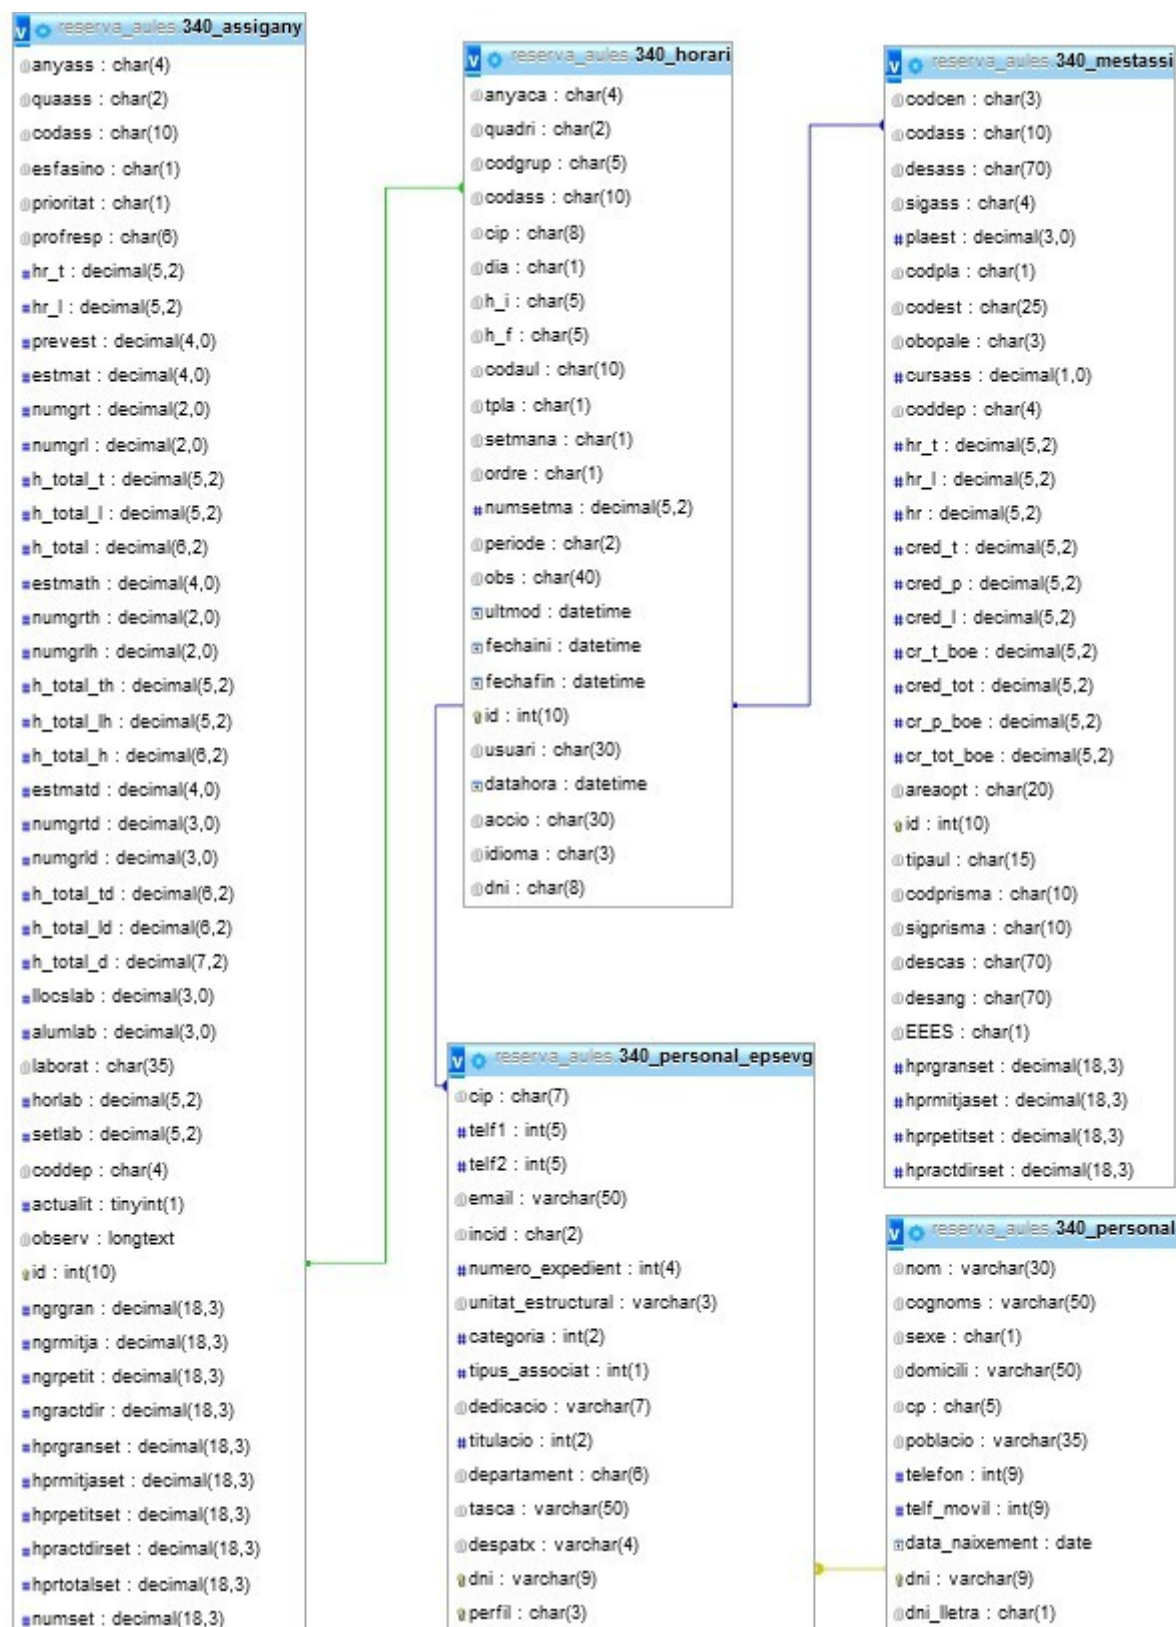 reserva_aules.340_assigany
anyass : char(4)
quaass : char(2)
codass : char(10)
esfasino : char(1)
prioritat : char(1)
profresp : char(6)
hr_t : decimal(5,2)
hr_l : decimal(5,2)
prevest : decimal(4,0)
estmat : decimal(4,0)
numgrt : decimal(2,0)
numgrl : decimal(2,0)
h_total_t : decimal(5,2)
h_total_l : decimal(5,2)
h_total : decimal(6,2)
estmath : decimal(4,0)
numgrth : decimal(2,0)
numgrlh : decimal(2,0)
h_total_th : decimal(5,2)
h_total_lh : decimal(5,2)
h_total_h : decimal(6,2)
estmatd : decimal(4,0)
numgrtd : decimal(3,0)
numgrld : decimal(3,0)
h_total_td : decimal(6,2)
h_total_ld : decimal(6,2)
h_total_d : decimal(7,2)
llocslab : decimal(3,0)
alumlab : decimal(3,0)
laborat : char(35)
horlab : decimal(5,2)
setlab : decimal(5,2)
coddep : char(4)
actualit : tinyint(1)
observ : longtext
id : int(10)
ngrgran : decimal(18,3)
ngrmitja : decimal(18,3)
ngrpetit : decimal(18,3)
ngractdir : decimal(18,3)
hprgranset : decimal(18,3)
hprmitjaset : decimal(18,3)
hprpetitset : decimal(18,3)
hpractdirset : decimal(18,3)
hprtotalset : decimal(18,3)
numset : decimal(18,3)
reserva_aules.340_horari
anyaca : char(4)
quadri : char(2)
codgrup : char(5)
codass : char(10)
cip : char(8)
dia : char(1)
h_i : char(5)
h_f : char(5)
codaul : char(10)
tpla : char(1)
setmana : char(1)
ordre : char(1)
numsetma : decimal(5,2)
periode : char(2)
obs : char(40)
ultmod : datetime
fechaini : datetime
fechafin : datetime
id : int(10)
usuari : char(30)
datahora : datetime
accio : char(30)
idioma : char(3)
dni : char(8)
reserva_aules.340_personal_epsevg
cip : char(7)
telf1 : int(5)
telf2 : int(5)
email : varchar(50)
incid : char(2)
numero_expedient : int(4)
unitat_estructural : varchar(3)
categoria : int(2)
tipus_associat : int(1)
dedicacio : varchar(7)
titulacio : int(2)
departament : char(6)
tasca : varchar(50)
despatx : varchar(4)
dni : varchar(9)
perfil : char(3)
reserva_aules.340_mestassi
codcen : char(3)
codass : char(10)
desass : char(70)
sigass : char(4)
plaest : decimal(3,0)
codpla : char(1)
codest : char(25)
obopale : char(3)
cursass : decimal(1,0)
coddep : char(4)
hr_t : decimal(5,2)
hr_l : decimal(5,2)
hr : decimal(5,2)
cred_t : decimal(5,2)
cred_p : decimal(5,2)
cred_l : decimal(5,2)
cr_t_boe : decimal(5,2)
cred_tot : decimal(5,2)
cr_p_boe : decimal(5,2)
cr_tot_boe : decimal(5,2)
areaopt : char(20)
id : int(10)
tipaul : char(15)
codprisma : char(10)
sigprisma : char(10)
descas : char(70)
desang : char(70)
EEES : char(1)
hprgranset : decimal(18,3)
hprmitjaset : decimal(18,3)
hprpetitset : decimal(18,3)
hpractdirset : decimal(18,3)
reserva_aules.340_personal
nom : varchar(30)
cognoms : varchar(50)
sexe : char(1)
domicili : varchar(50)
cp : char(5)
poblacio : varchar(35)
telefon : int(9)
telf_movil : int(9)
data_naixement : date
dni : varchar(9)
dni_lletra : char(1)